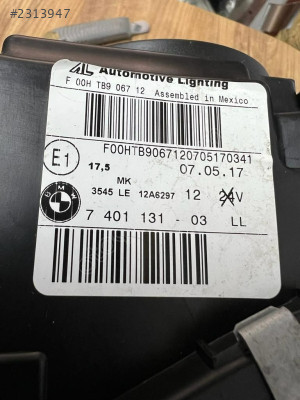 #2313947
AL Automotive Lighting
F 00H TB9 067 12 Assembled in Mexico
F00HTB9067120705170341
E1
17,5
07.05.17
MK
3545 LE 12A6297 12 24V
BMW
7 401 131 - 03 LL